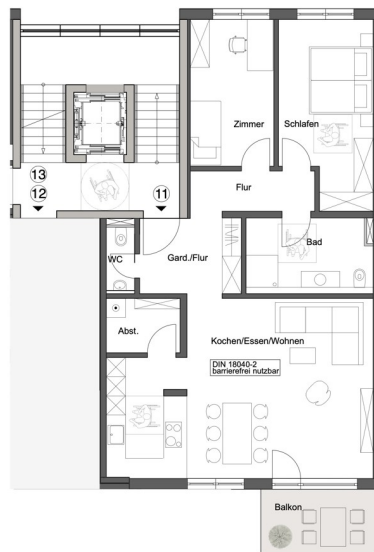 Zimmer
Schlafen
13
12
11
Flur
WC
Gard./Flur
Bad
Abst.
Kochen/Essen/Wohnen
DIN 18040-2
barrierefrei nutzbar
Balkon